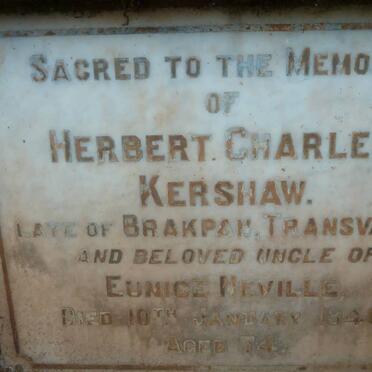 SACRED TO THE MEMO
OF
HERBERT CHARLE
KERSHAW.
LATE OF BRAKPAN, TRANSVA
AND BELOVED UNCLE OF
EUNICE NEVILLE.
DIED 10TH JANUARY 194
AGED 74.